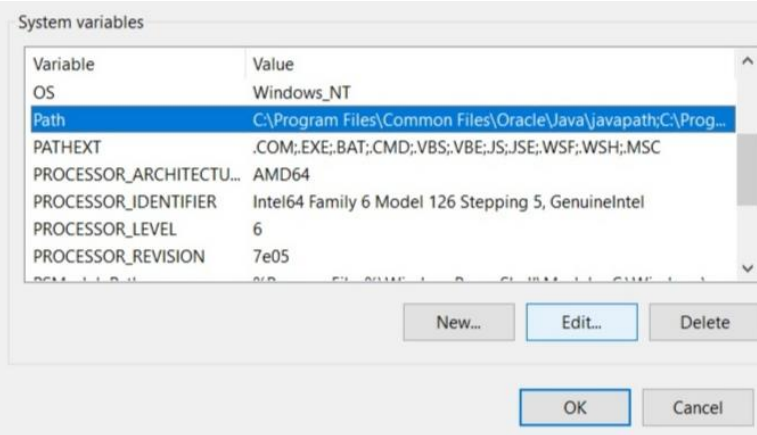 System variables
Variable Value
OS Windows_NT
Path C:\Program Files\Common Files\Oracle\Java\javapath;C:\Prog...
PATHEXT .COM;.EXE;.BAT;.CMD;.VBS;.VBE;.JS;.JSE;.WSF;.WSH;.MSC
PROCESSOR_ARCHITECTU... AMD64
PROCESSOR_IDENTIFIER Intel64 Family 6 Model 126 Stepping 5, GenuineIntel
PROCESSOR_LEVEL 6
PROCESSOR_REVISION 7e05
New... Edit... Delete
OK Cancel